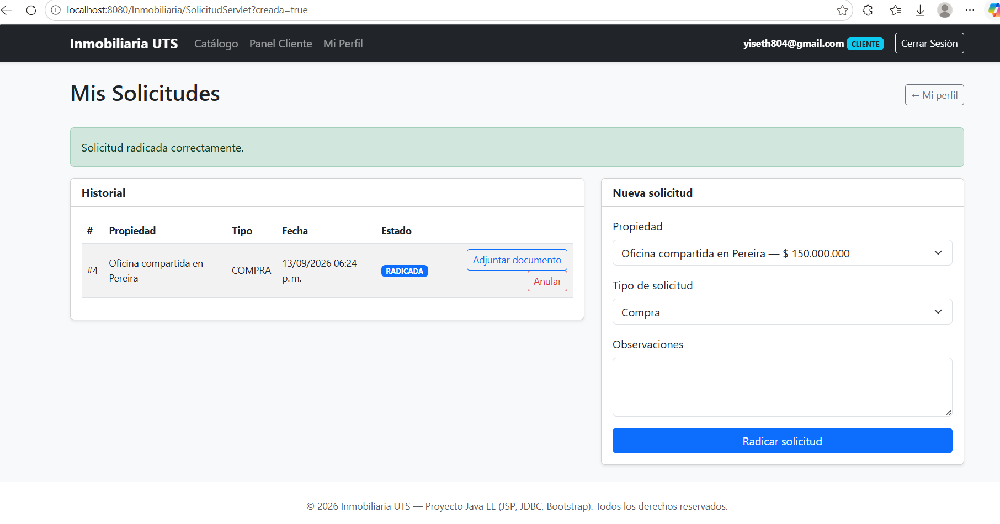 localhost:8080/Inmobiliaria/SolicitudServlet?creada=true
Inmobiliaria UTS Catálogo Panel Cliente Mi Perfil yiseth804@gmail.com CLIENTE Cerrar Sesión
Mis Solicitudes
← Mi perfil
Solicitud radicada correctamente.
Historial
# Propiedad Tipo Fecha Estado
#4 Oficina compartida en Pereira COMPRA 13/09/2026 06:24 p. m. RADICADA Adjuntar documento
Anular
Nueva solicitud
Propiedad
Oficina compartida en Pereira — $ 150.000.000
Tipo de solicitud
Compra
Observaciones
Radicar solicitud
© 2026 Inmobiliaria UTS — Proyecto Java EE (JSP, JDBC, Bootstrap). Todos los derechos reservados.